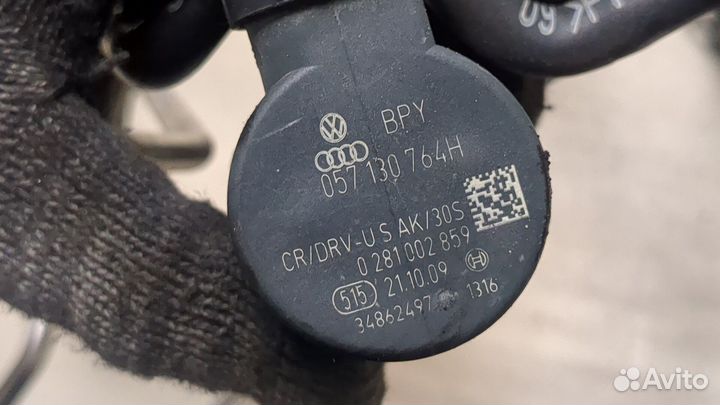 BPY
057 130 764H
CR/DRV-U S AK/30S
0 281 002 859
515 21.10.09
34862497 1316
Avito